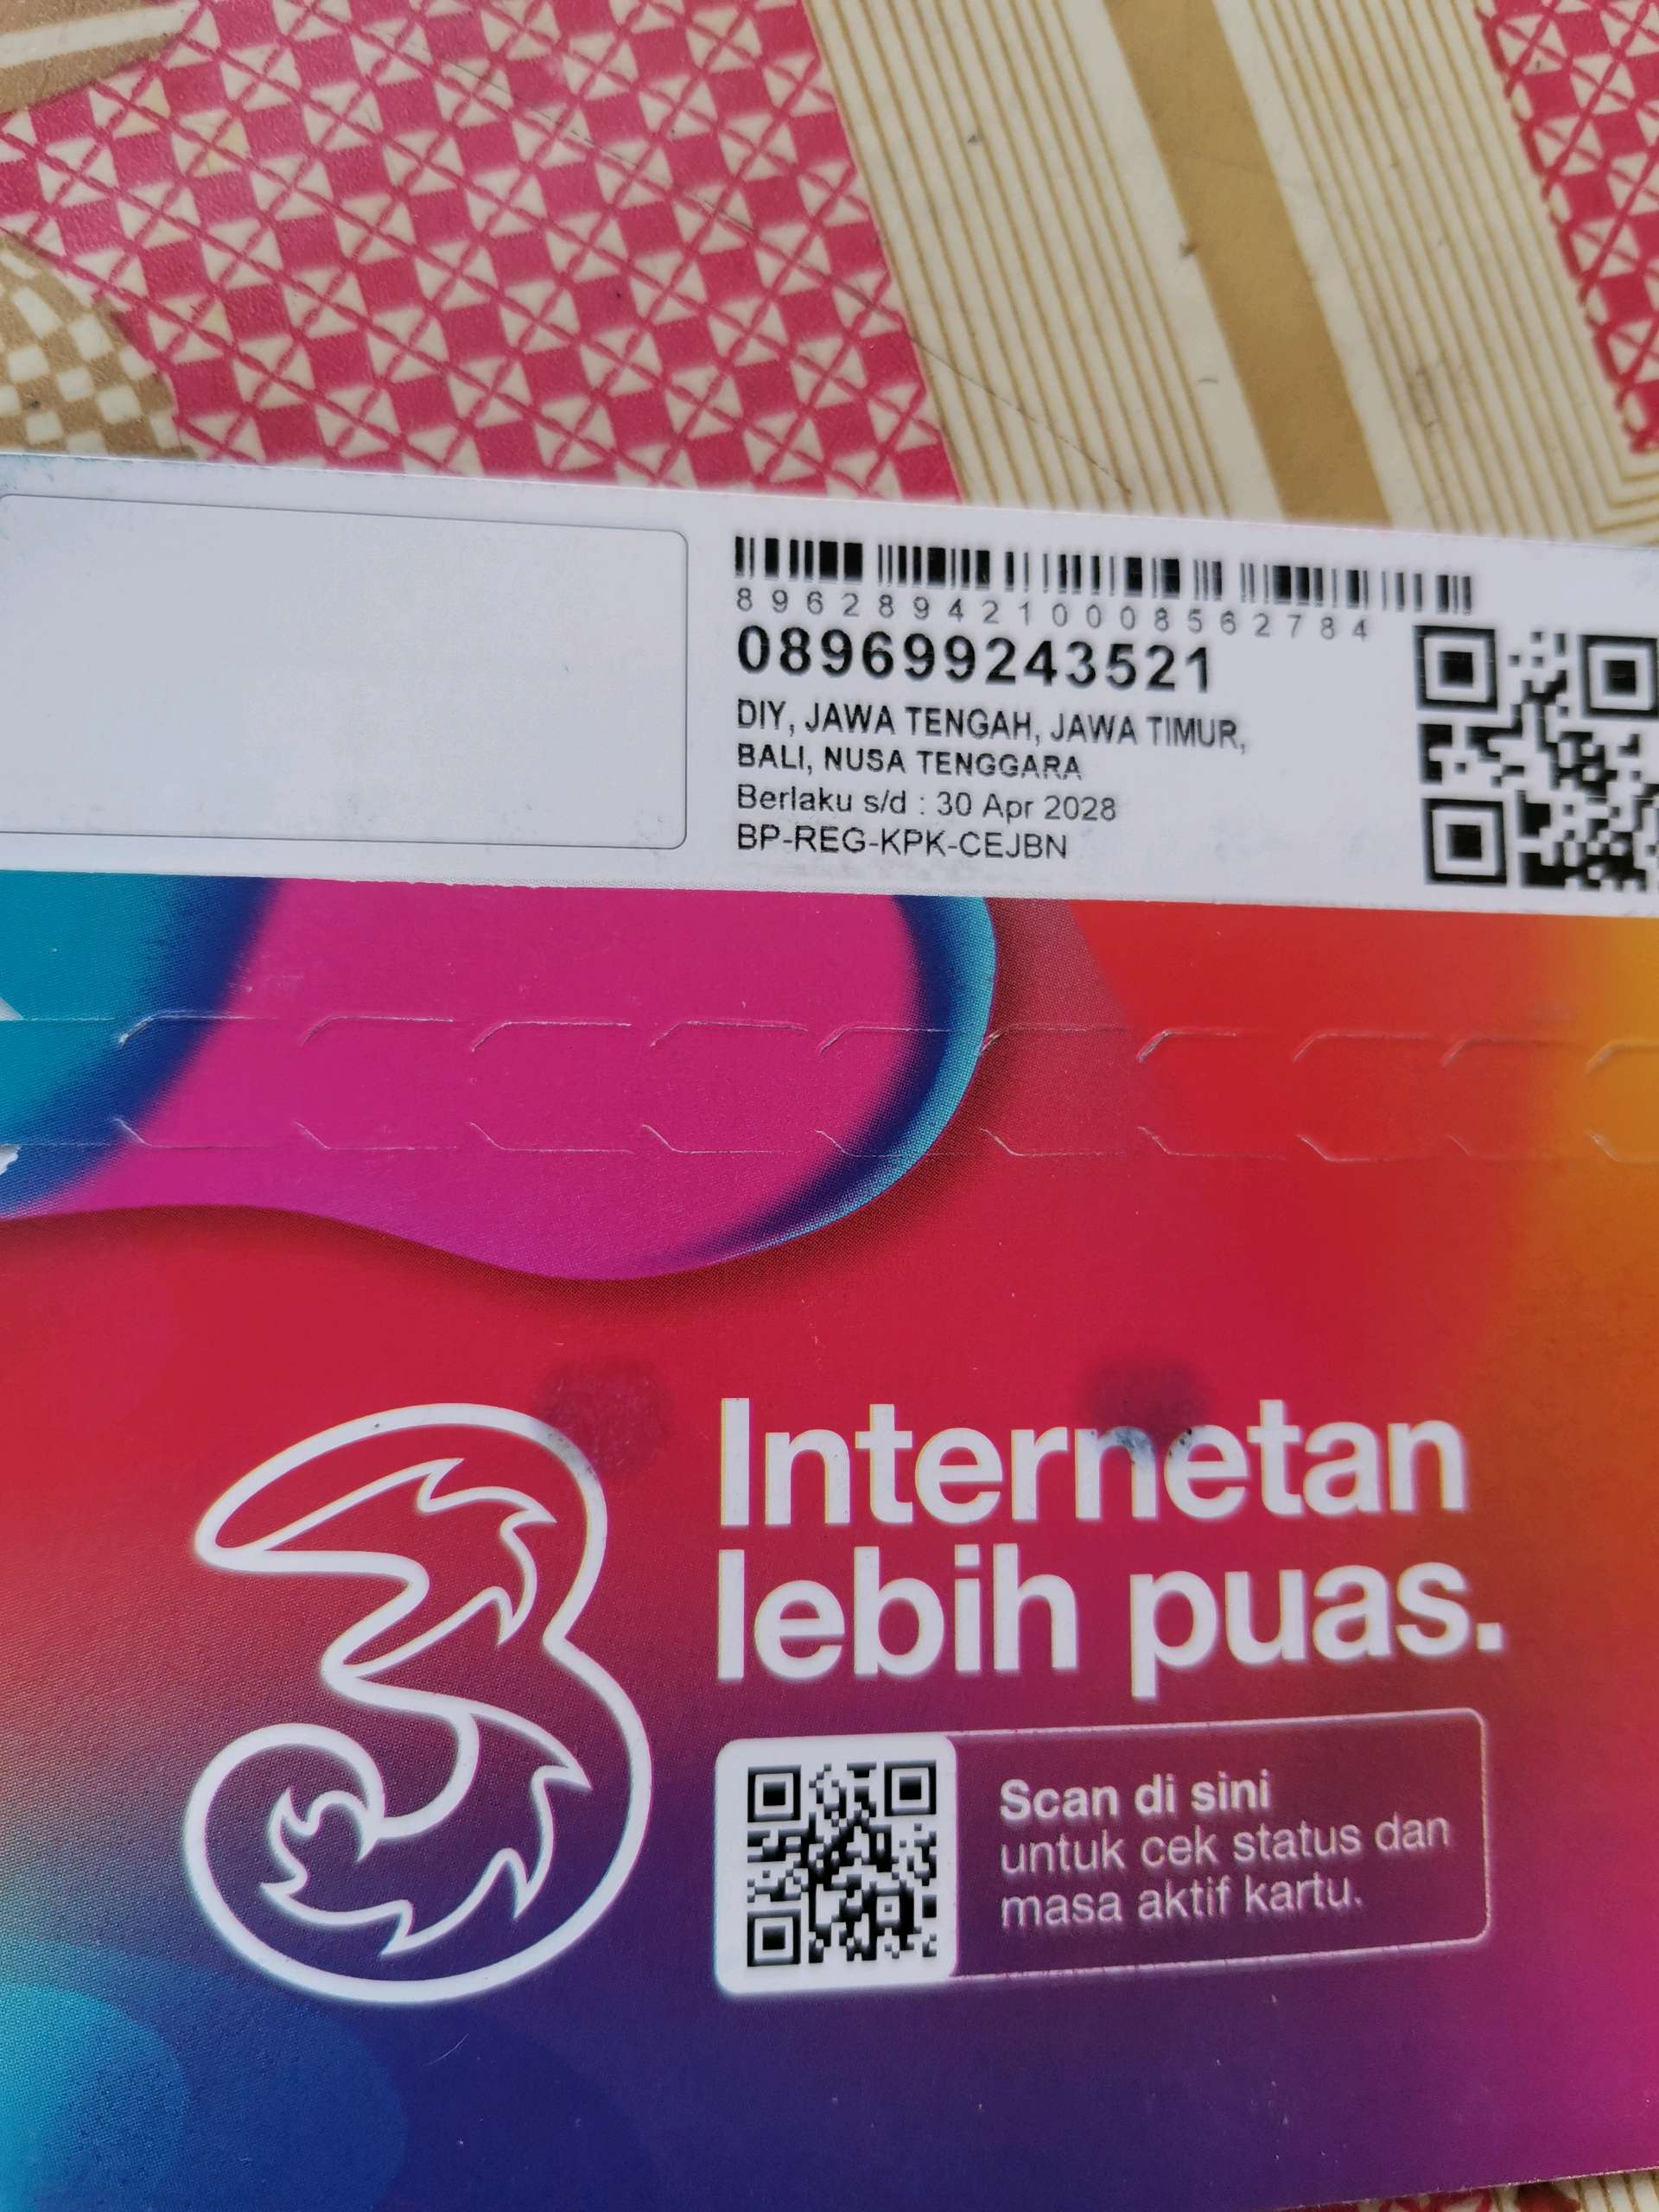 8962894210008562784
089699243521
DIY, JAWA TENGAH, JAWA TIMUR,
BALI, NUSA TENGGARA
Berlaku s/d : 30 Apr 2028
BP-REG-KPK-CEJBN
3
Internetan
lebih puas.
Scan di sini
untuk cek status dan
masa aktif kartu.